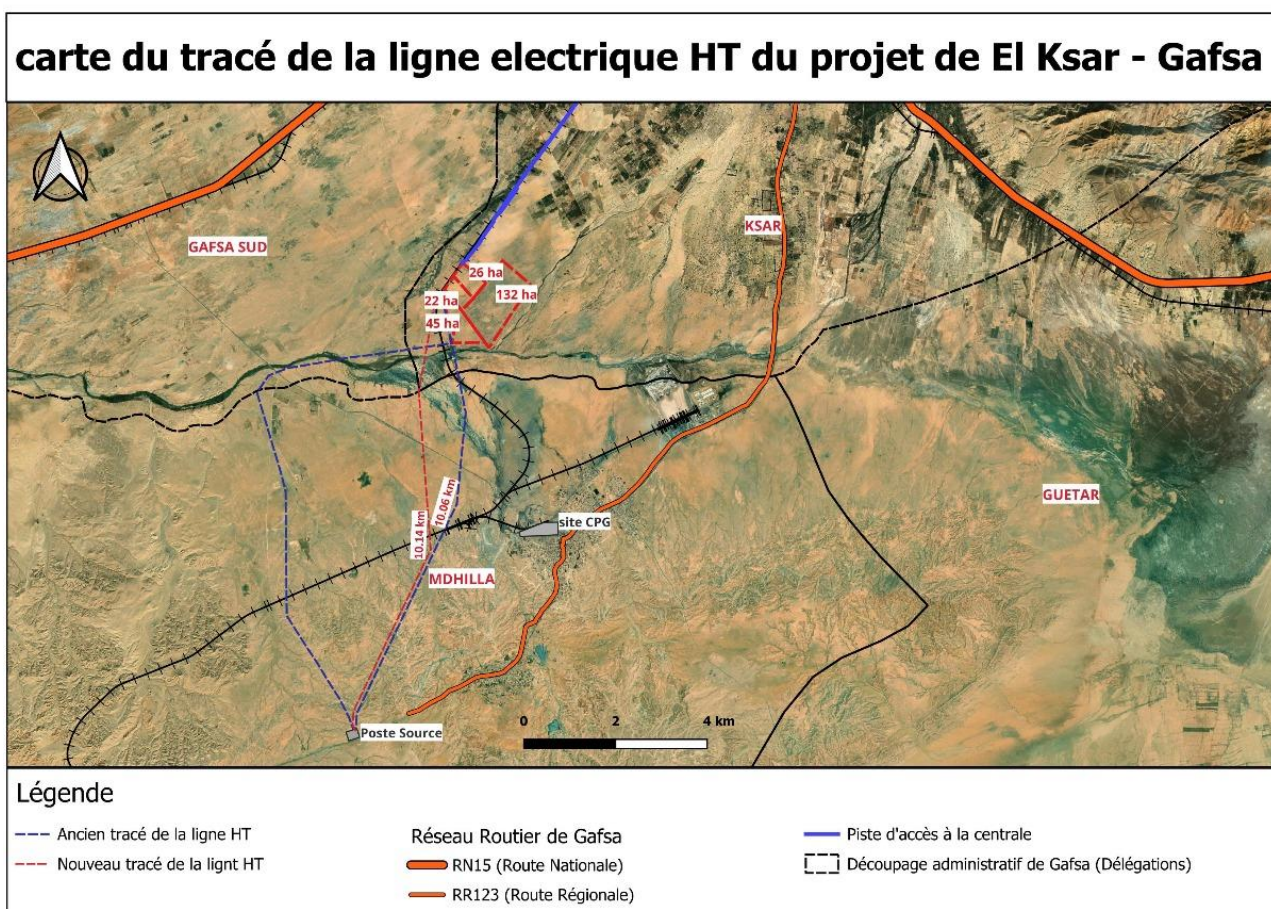 carte du tracé de la ligne electrique HT du projet de El Ksar - Gafsa
KSAR
GAFSA SUD
26 ha
132 ha
22 ha
45 ha
GUETAR
10.06 km
10.14 km
site CPG
MDHILLA
0 2 4 km
Poste Source
Légende
Ancien tracé de la ligne HT
Nouveau tracé de la lignt HT
Réseau Routier de Gafsa
RN15 (Route Nationale)
RR123 (Route Régionale)
Piste d'accès à la centrale
Découpage administratif de Gafsa (Délégations)